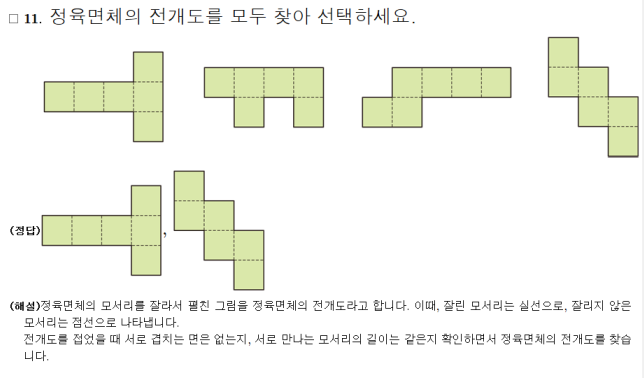 □ 11. 정육면체의 전개도를 모두 찾아 선택하세요.
(정답) ,
(해설)정육면체의 모서리를 잘라서 펼친 그림을 정육면체의 전개도라고 합니다. 이때, 잘린 모서리는 실선으로, 잘리지 않은
모서리는 점선으로 나타냅니다.
전개도를 접었을 때 서로 겹치는 면은 없는지, 서로 만나는 모서리의 길이는 같은지 확인하면서 정육면체의 전개도를 찾습
니다.